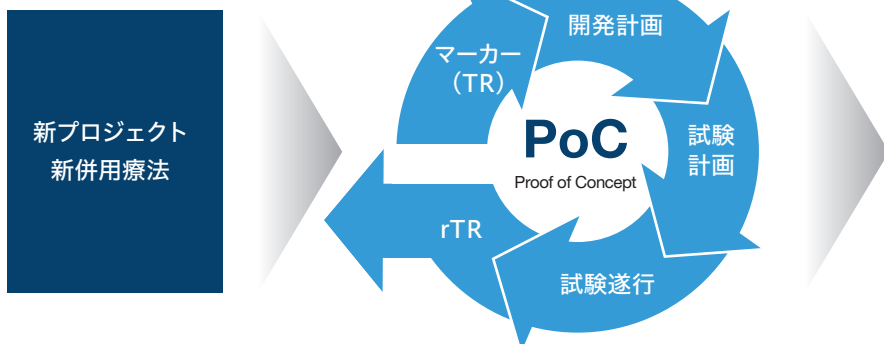 新プロジェクト
新併用療法
マーカー
（TR）
開発計画
PoC
Proof of Concept
試験
計画
rTR
試験遂行